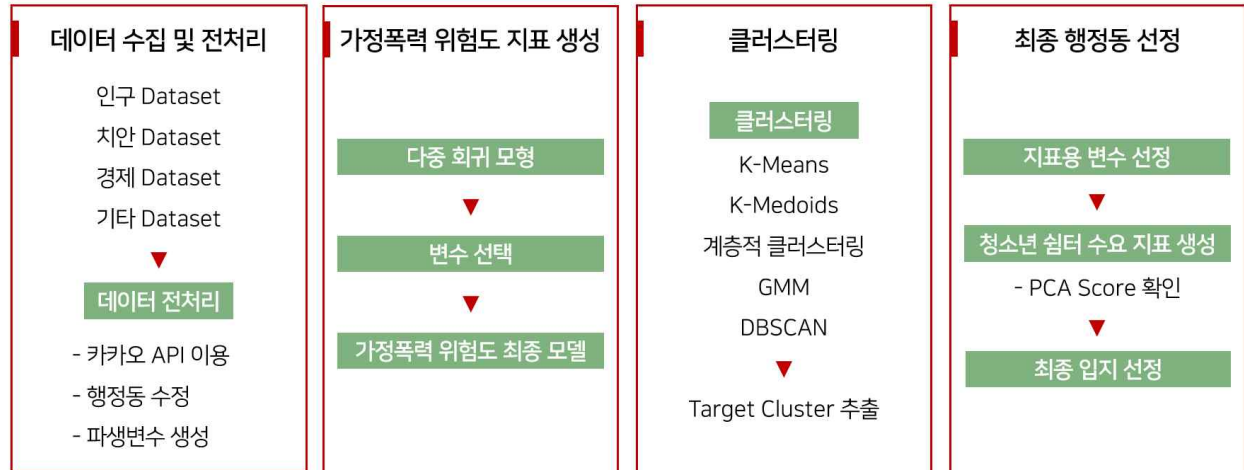 데이터 수집 및 전처리
인구 Dataset
치안 Dataset
경제 Dataset
기타 Dataset
데이터 전처리
- 카카오 API 이용
- 행정동 수정
- 파생변수 생성
가정폭력 위험도 지표 생성
다중 회귀 모형
변수 선택
가정폭력 위험도 최종 모델
클러스터링
클러스터링
K-Means
K-Medoids
계층적 클러스터링
GMM
DBSCAN
Target Cluster 추출
최종 행정동 선정
지표용 변수 선정
청소년 쉼터 수요 지표 생성
- PCA Score 확인
최종 입지 선정